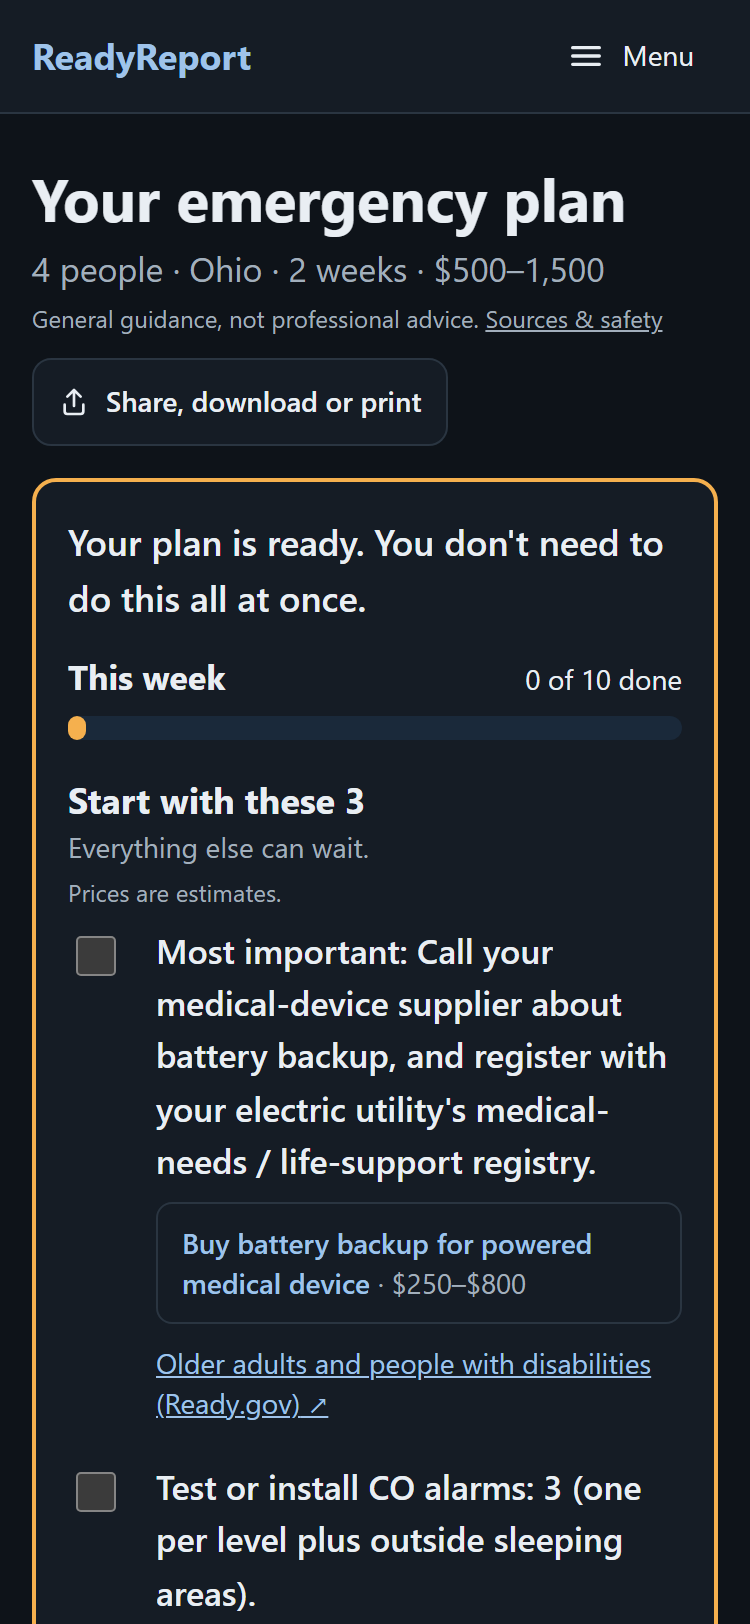 ReadyReport
Menu
Your emergency plan
4 people · Ohio · 2 weeks · $500–1,500
General guidance, not professional advice. Sources & safety
Share, download or print
Your plan is ready. You don't need to
do this all at once.
This week
0 of 10 done
Start with these 3
Everything else can wait.
Prices are estimates.
Most important: Call your
medical-device supplier about
battery backup, and register with
your electric utility's medical-
needs / life-support registry.
Buy battery backup for powered
medical device · $250–$800
Older adults and people with disabilities
(Ready.gov) ↗
Test or install CO alarms: 3 (one
per level plus outside sleeping
areas).